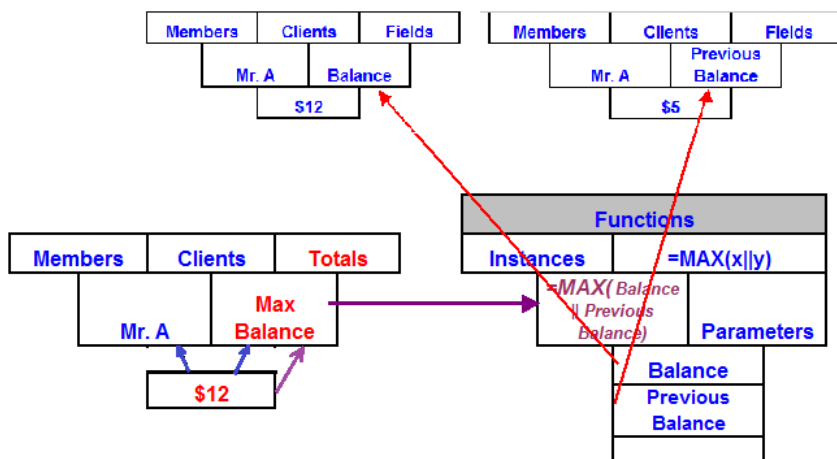 Members Clients Fields
Mr. A Balance
$12
Members Clients Fields
Mr. A Previous
Balance
$5
Functions
Instances =MAX(x||y)
=MAX( Balance
|| Previous
Balance)
Parameters
Balance
Previous
Balance
Members Clients Totals
Mr. A Max
Balance
$12